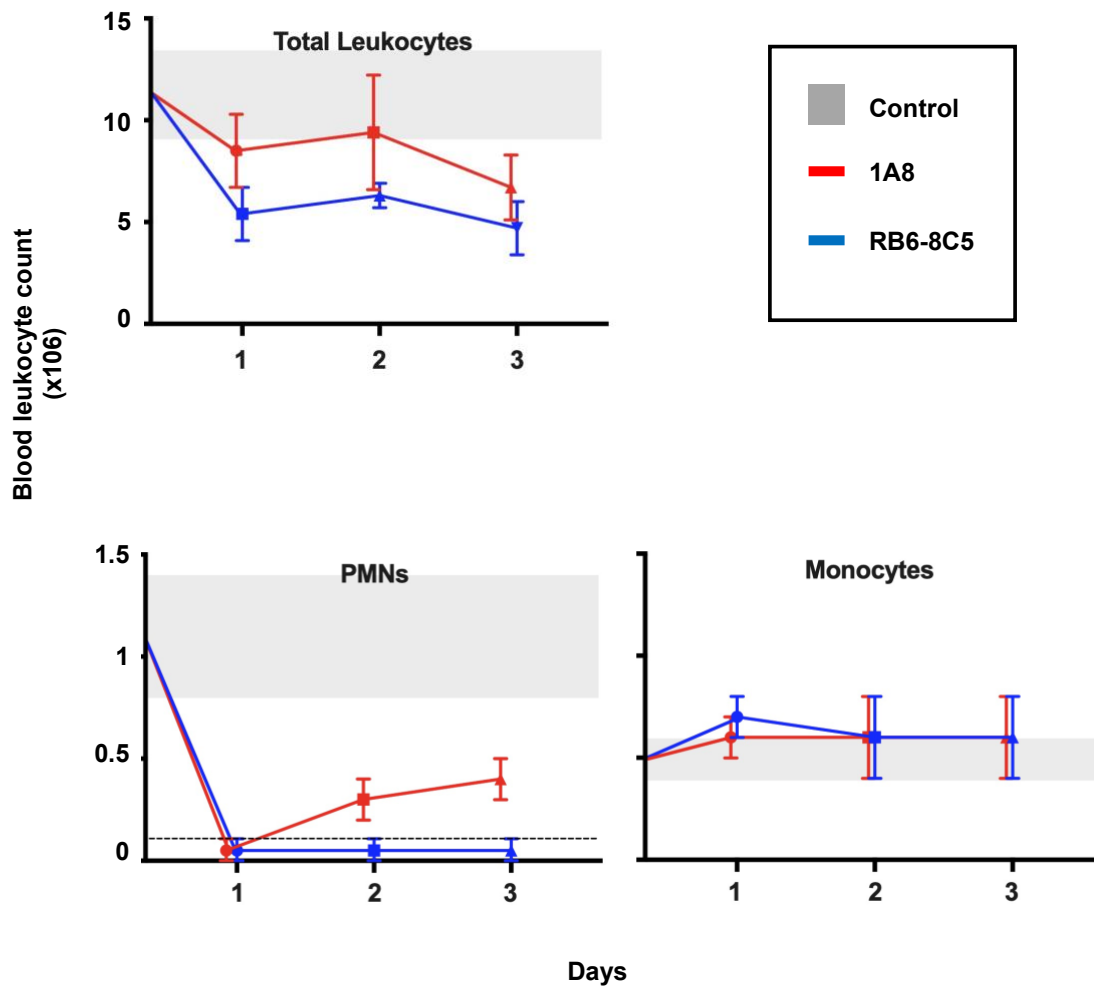 Blood leukocyte count
(x106)
Total Leukocytes
15
10
5
0
1 2 3
Control
1A8
RB6-8C5
PMNs
1.5
1
0.5
0
1 2 3
Monocytes
1 2 3
Days